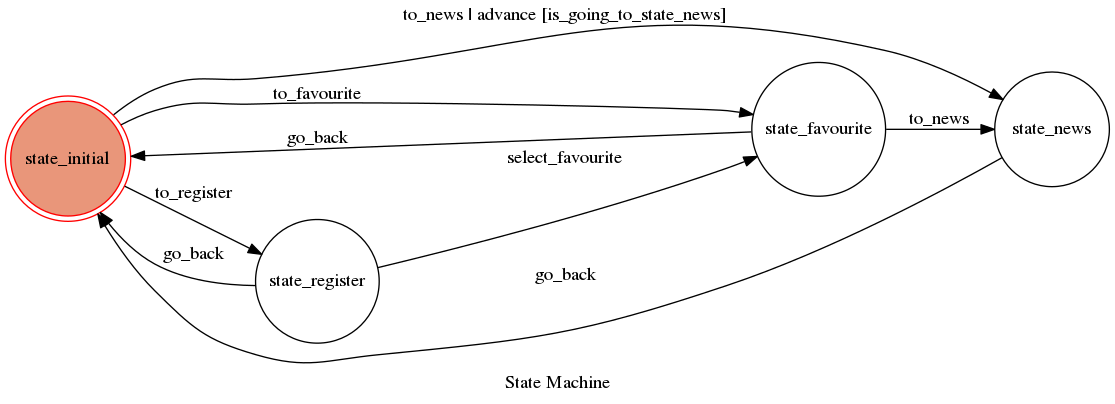 to_news | advance [is_going_to_state_news]
to_favourite
to_news
state_favourite
state_news
go_back
state_initial
select_favourite
to_register
go_back
go_back
state_register
State Machine